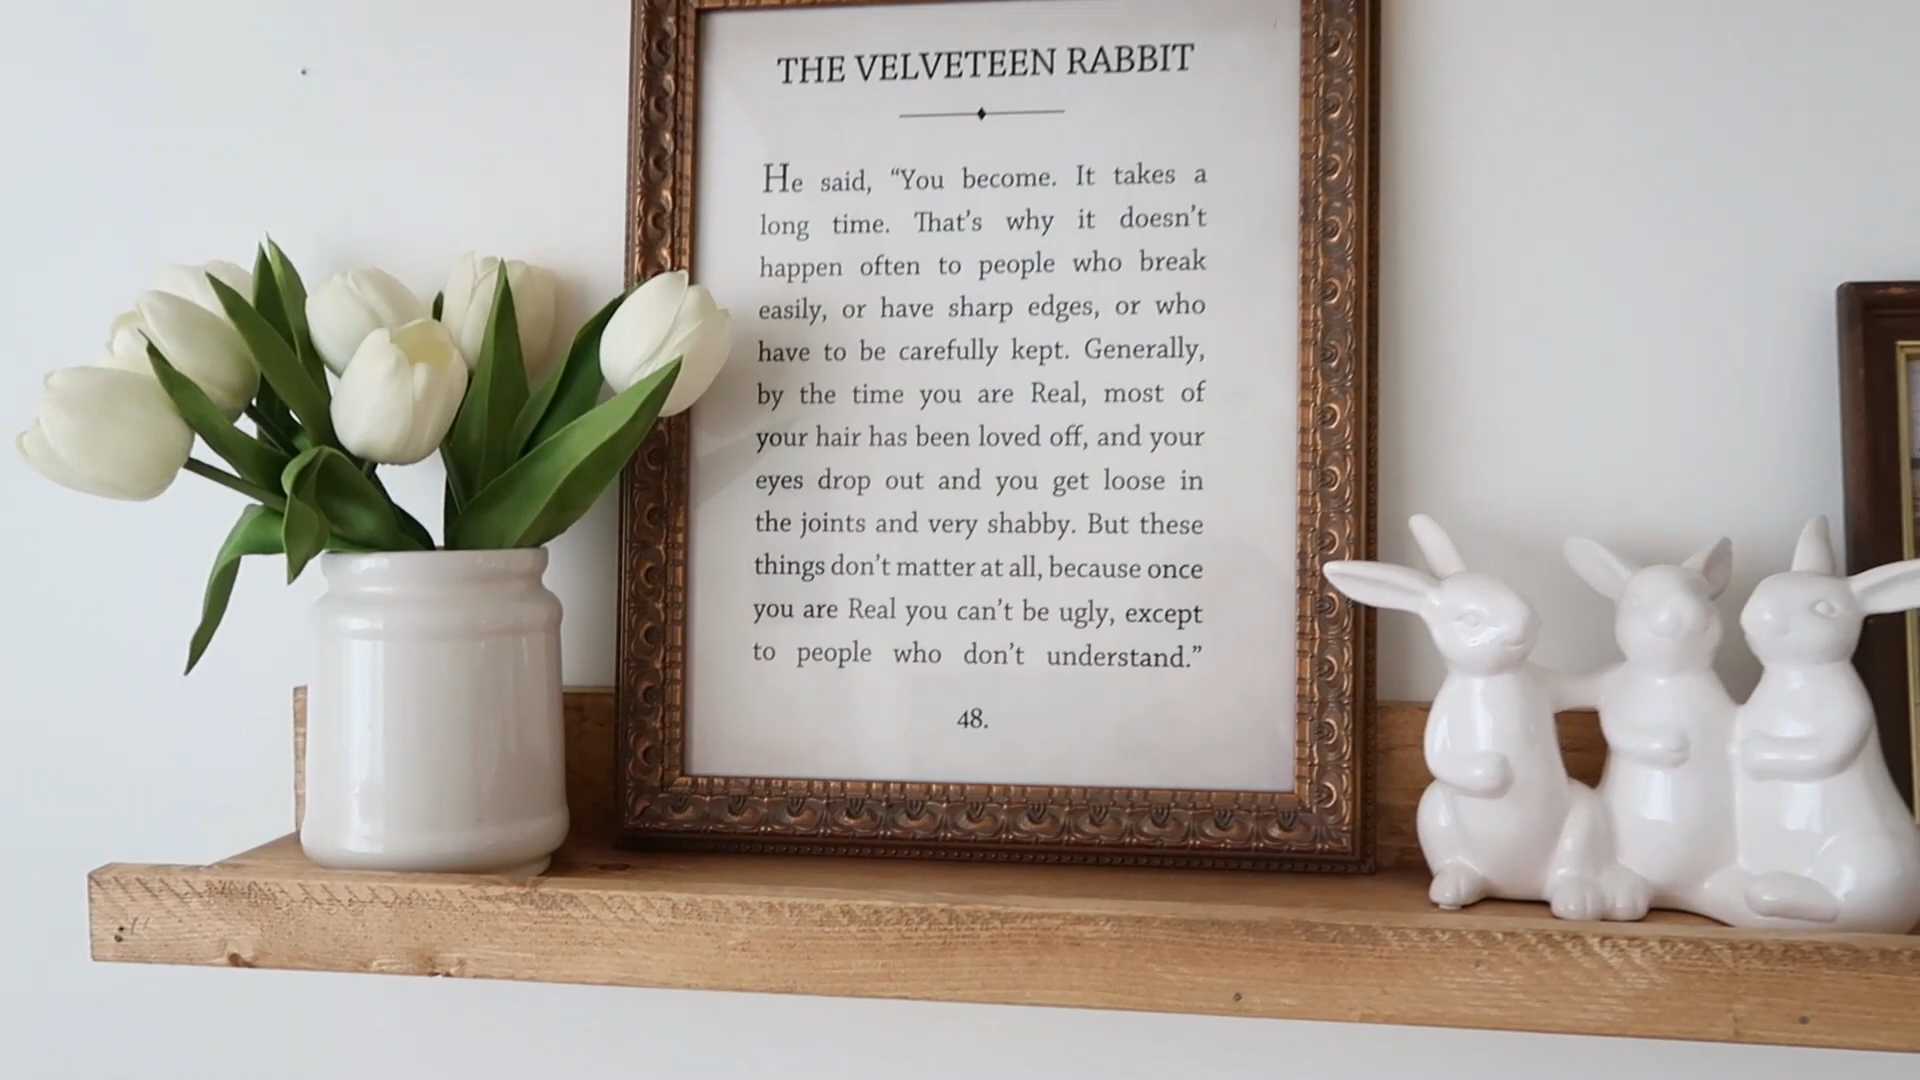 THE VELVETEEN RABBIT
He said, “You become. It takes a
long time. That’s why it doesn’t
happen often to people who break
easily, or have sharp edges, or who
have to be carefully kept. Generally,
by the time you are Real, most of
your hair has been loved off, and your
eyes drop out and you get loose in
the joints and very shabby. But these
things don’t matter at all, because once
you are Real you can’t be ugly, except
to people who don’t understand.”
48.